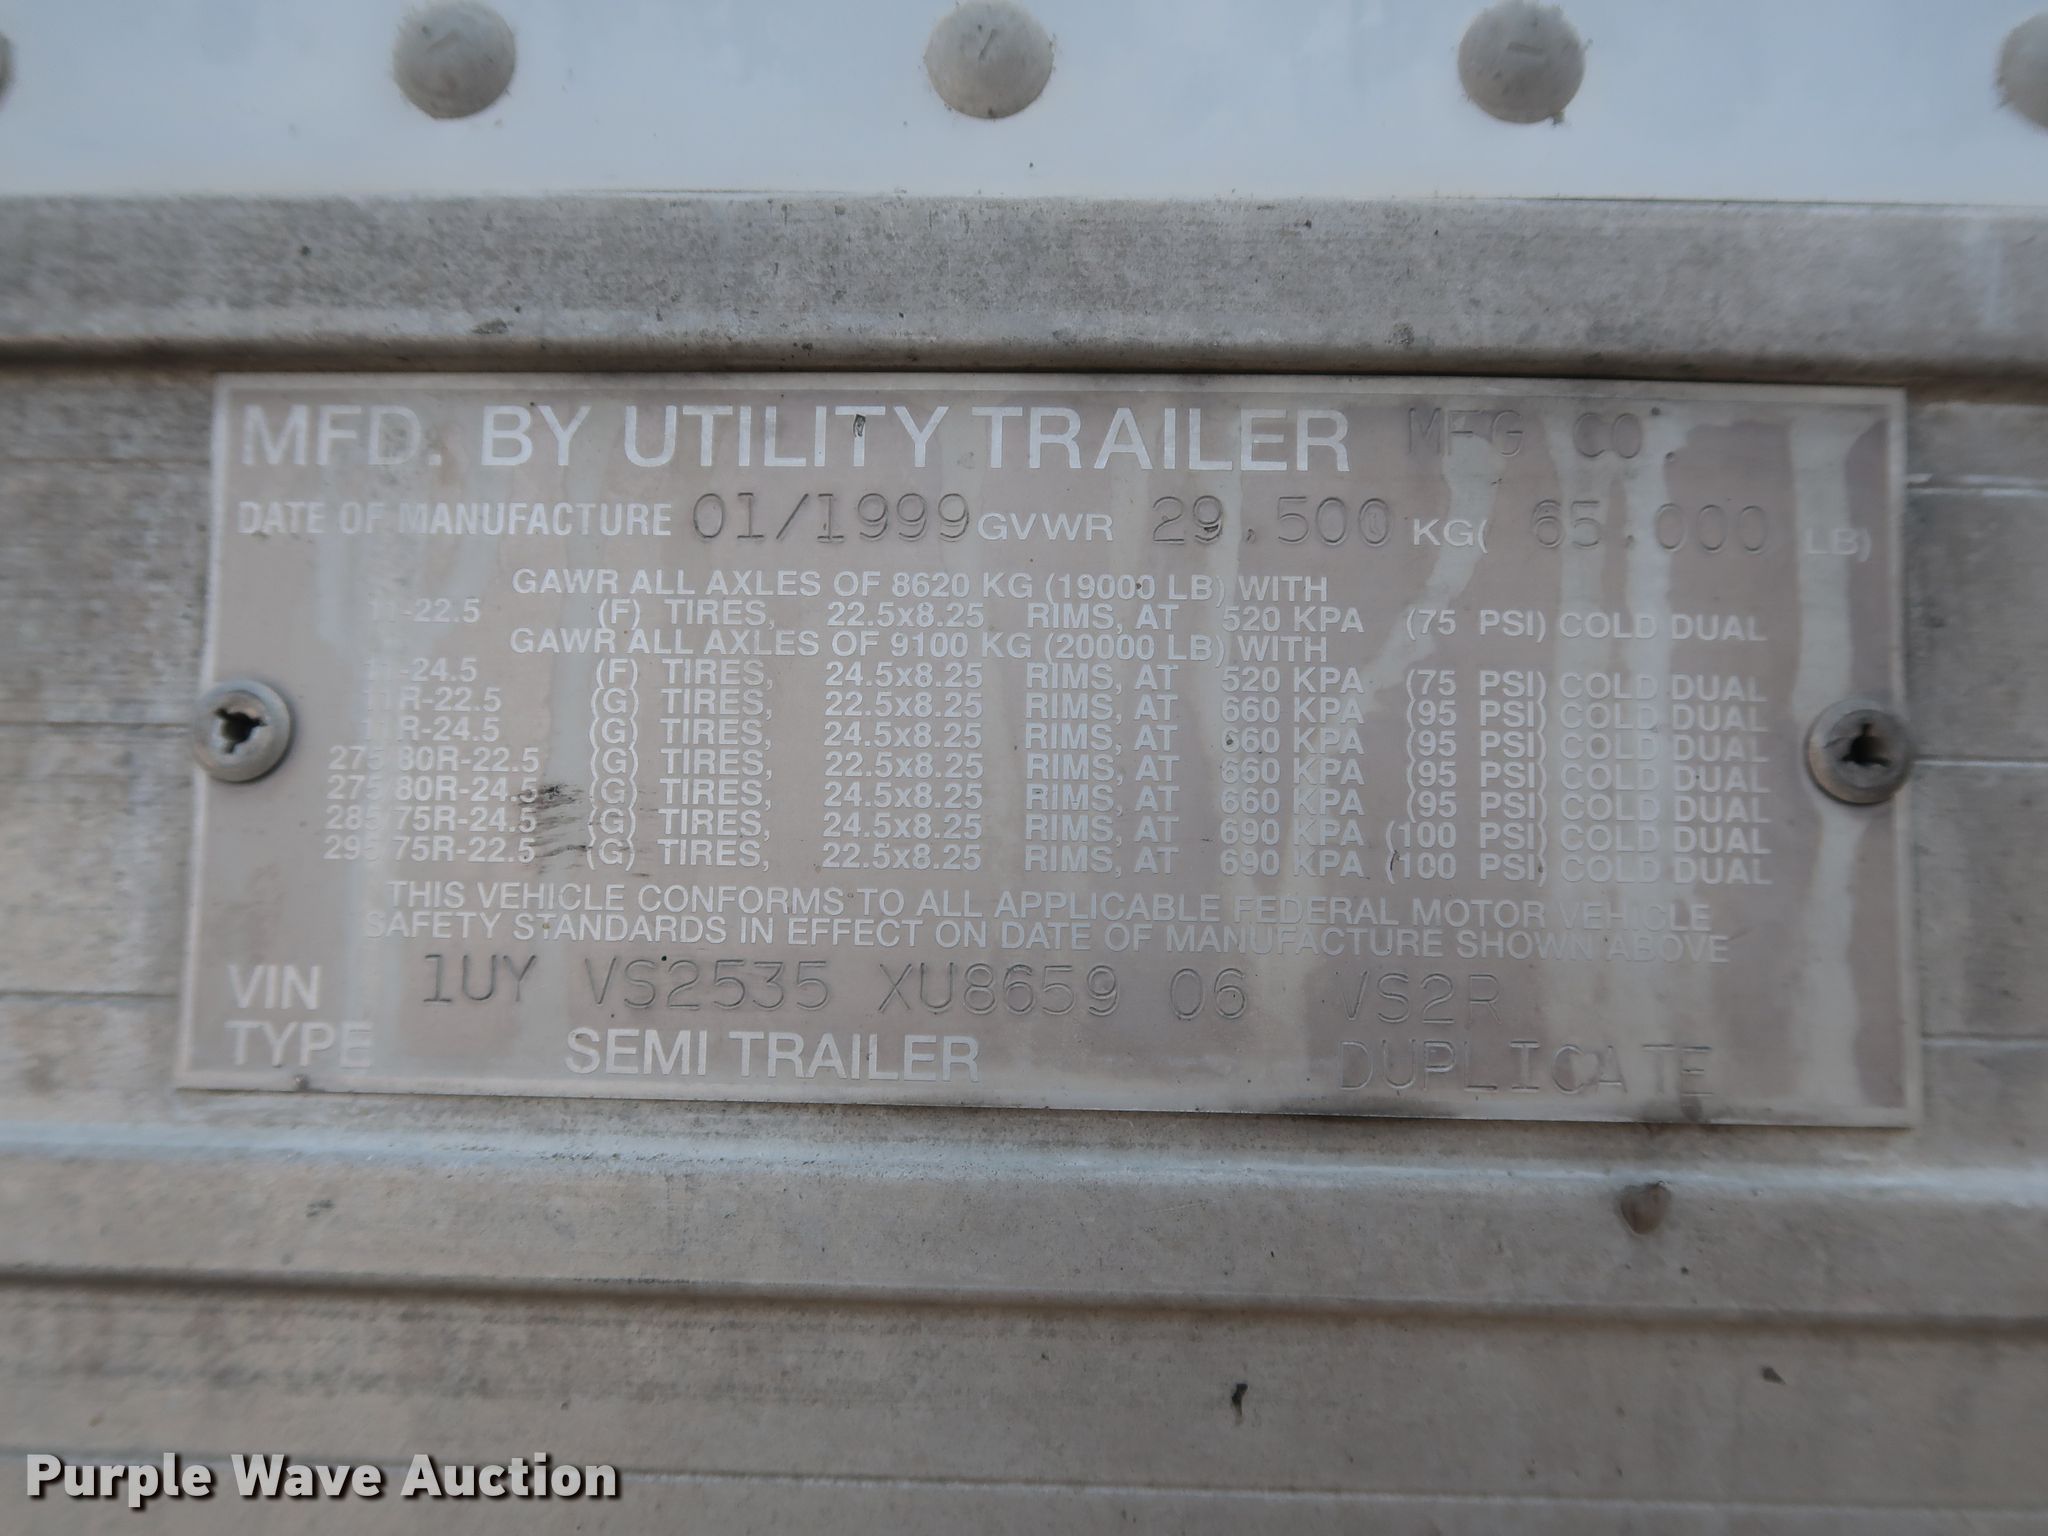 MFD. BY UTILITY TRAILER MFG CO.
DATE OF MANUFACTURE 01/1999 GVWR 29,500 KG( 65,000 LB)
GAWR ALL AXLES OF 8620 KG (19000 LB) WITH
11-22.5 (F) TIRES, 22.5x8.25 RIMS, AT 520 KPA (75 PSI) COLD DUAL
GAWR ALL AXLES OF 9100 KG (20000 LB) WITH
11-24.5 (F) TIRES, 24.5x8.25 RIMS, AT 520 KPA (75 PSI) COLD DUAL
11R-22.5 (G) TIRES, 22.5x8.25 RIMS, AT 660 KPA (95 PSI) COLD DUAL
11R-24.5 (G) TIRES, 24.5x8.25 RIMS, AT 660 KPA (95 PSI) COLD DUAL
275/80R-22.5 (G) TIRES, 22.5x8.25 RIMS, AT 660 KPA (95 PSI) COLD DUAL
275/80R-24.5 (G) TIRES, 24.5x8.25 RIMS, AT 660 KPA (95 PSI) COLD DUAL
285/75R-24.5 (G) TIRES, 24.5x8.25 RIMS, AT 690 KPA (100 PSI) COLD DUAL
295/75R-22.5 (G) TIRES, 22.5x8.25 RIMS, AT 690 KPA (100 PSI) COLD DUAL
THIS VEHICLE CONFORMS TO ALL APPLICABLE FEDERAL MOTOR VEHICLE
SAFETY STANDARDS IN EFFECT ON DATE OF MANUFACTURE SHOWN ABOVE
VIN 1UY VS2535 XU8659 06 VS2R
TYPE SEMI TRAILER DUPLICATE
Purple Wave Auction